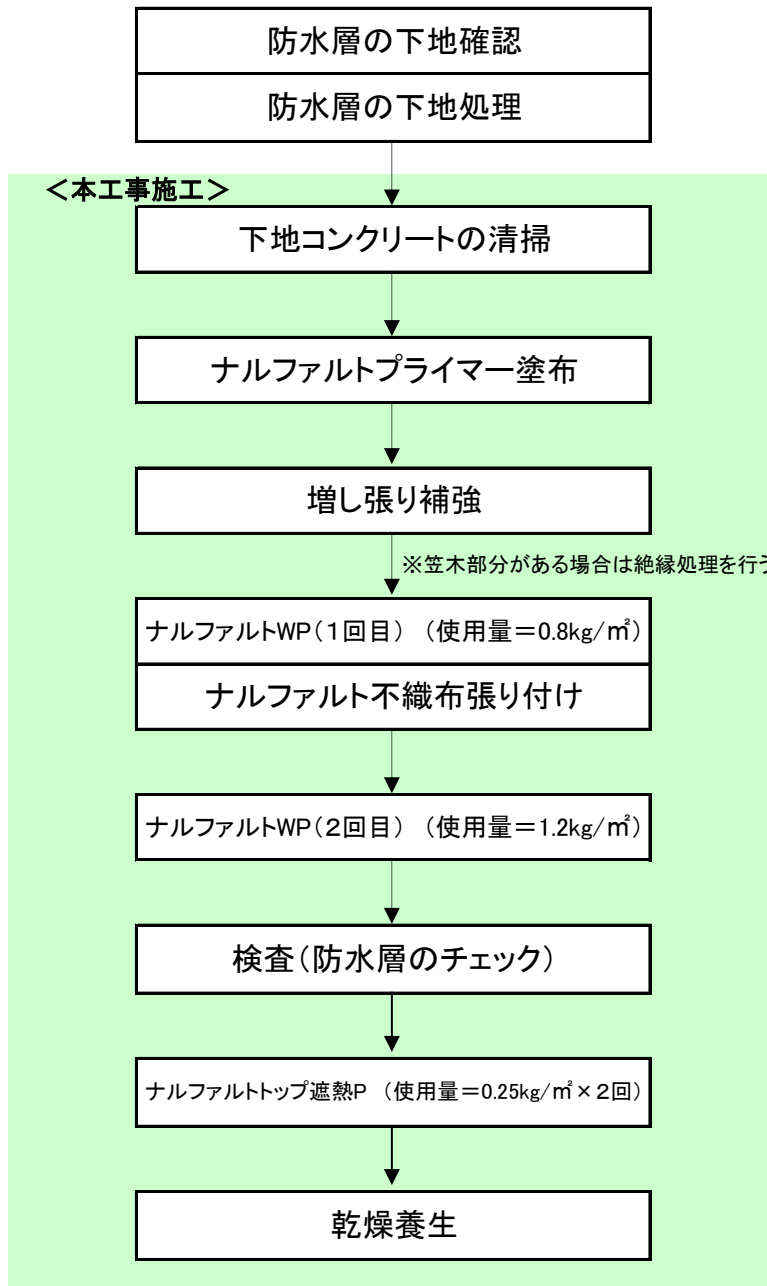 防水層の下地確認
防水層の下地処理
＜本工事施工＞
下地コンクリートの清掃
ナルファルトプライマー塗布
増し張り補強
※笠木部分がある場合は絶縁処理を行う
ナルファルトWP（１回目）　（使用量＝0.8kg/㎡）
ナルファルト不織布張り付け
ナルファルトWP（２回目）　（使用量＝1.2kg/㎡）
検査（防水層のチェック）
ナルファルトトップ遮熱P　（使用量＝0.25kg/㎡×２回）
乾燥養生